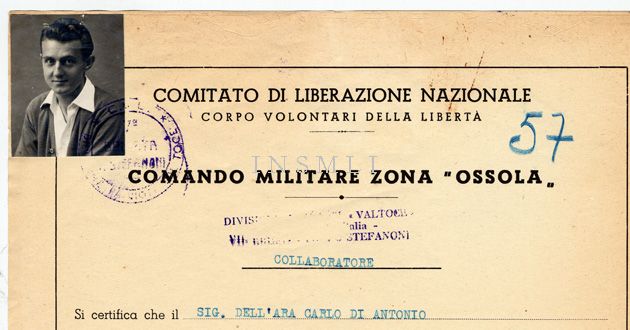 COMITATO DI LIBERAZIONE NAZIONALE
CORPO VOLONTARI DELLA LIBERTÀ
57
INSMLI
COMANDO MILITARE ZONA "OSSOLA„
VALTOCE
STEFANONI
COLLABORATORE
Si certifica che il SIG. DELL'ARA CARLO DI ANTONIO